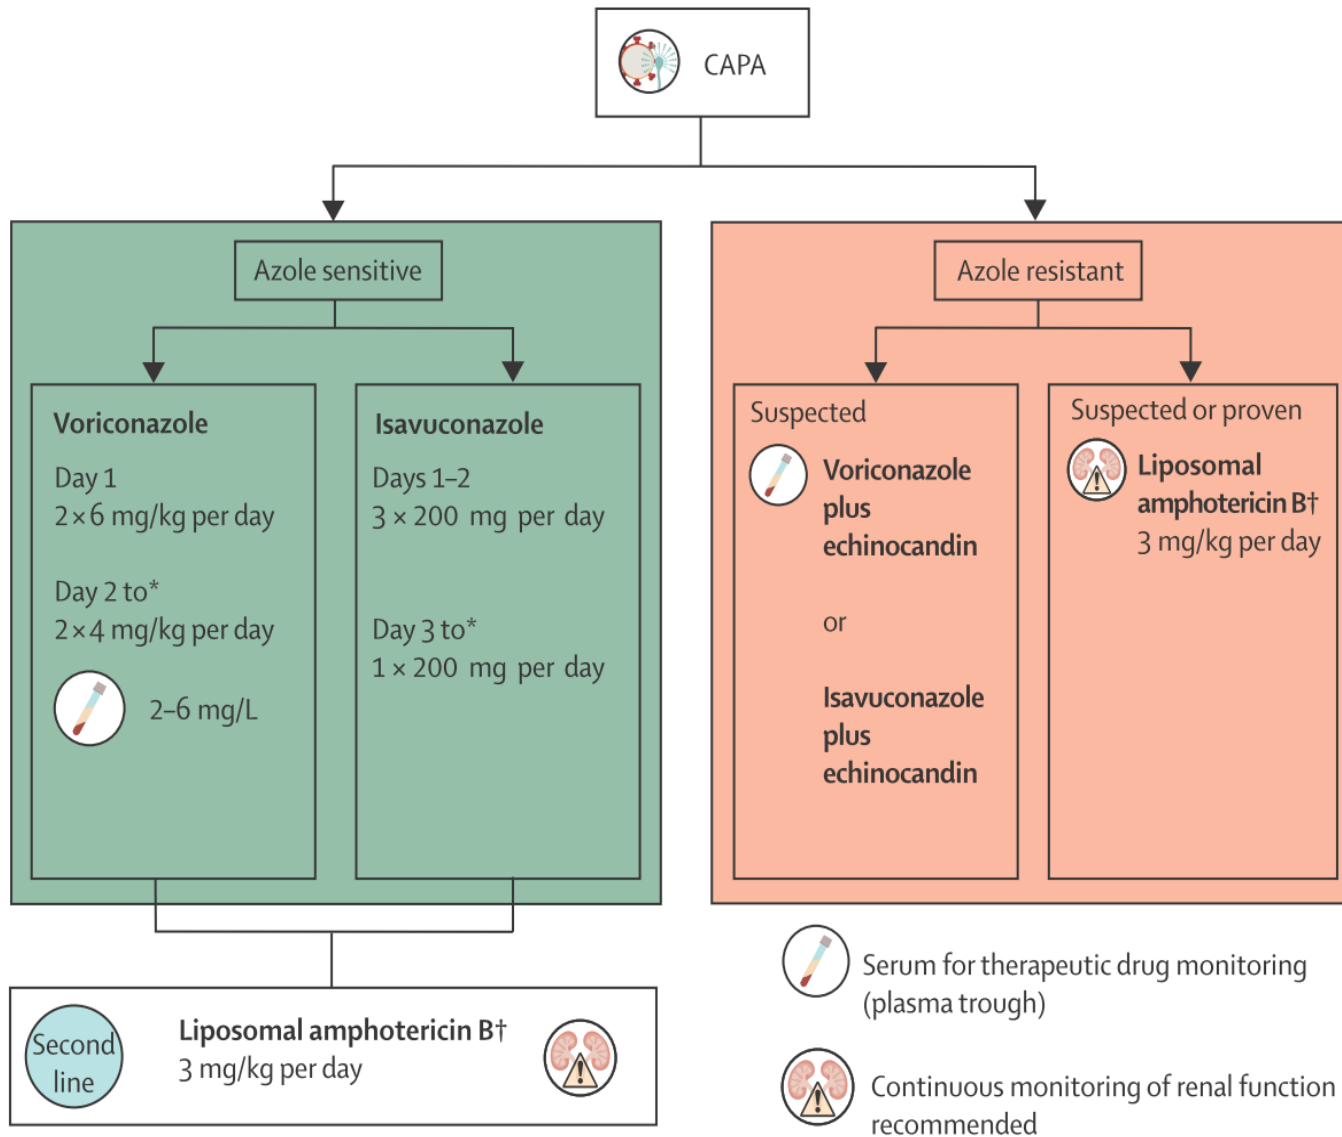 CAPA
Azole sensitive
Voriconazole
Day 1
2 × 6 mg/kg per day
Day 2 to*
2 × 4 mg/kg per day
2–6 mg/L
Isavuconazole
Days 1–2
3 × 200 mg per day
Day 3 to*
1 × 200 mg per day
Second
line
Liposomal amphotericin B†
3 mg/kg per day
Azole resistant
Suspected
Voriconazole
plus
echinocandin
or
Isavuconazole
plus
echinocandin
Suspected or proven
Liposomal
amphotericin B†
3 mg/kg per day
Serum for therapeutic drug monitoring
(plasma trough)
Continuous monitoring of renal function
recommended